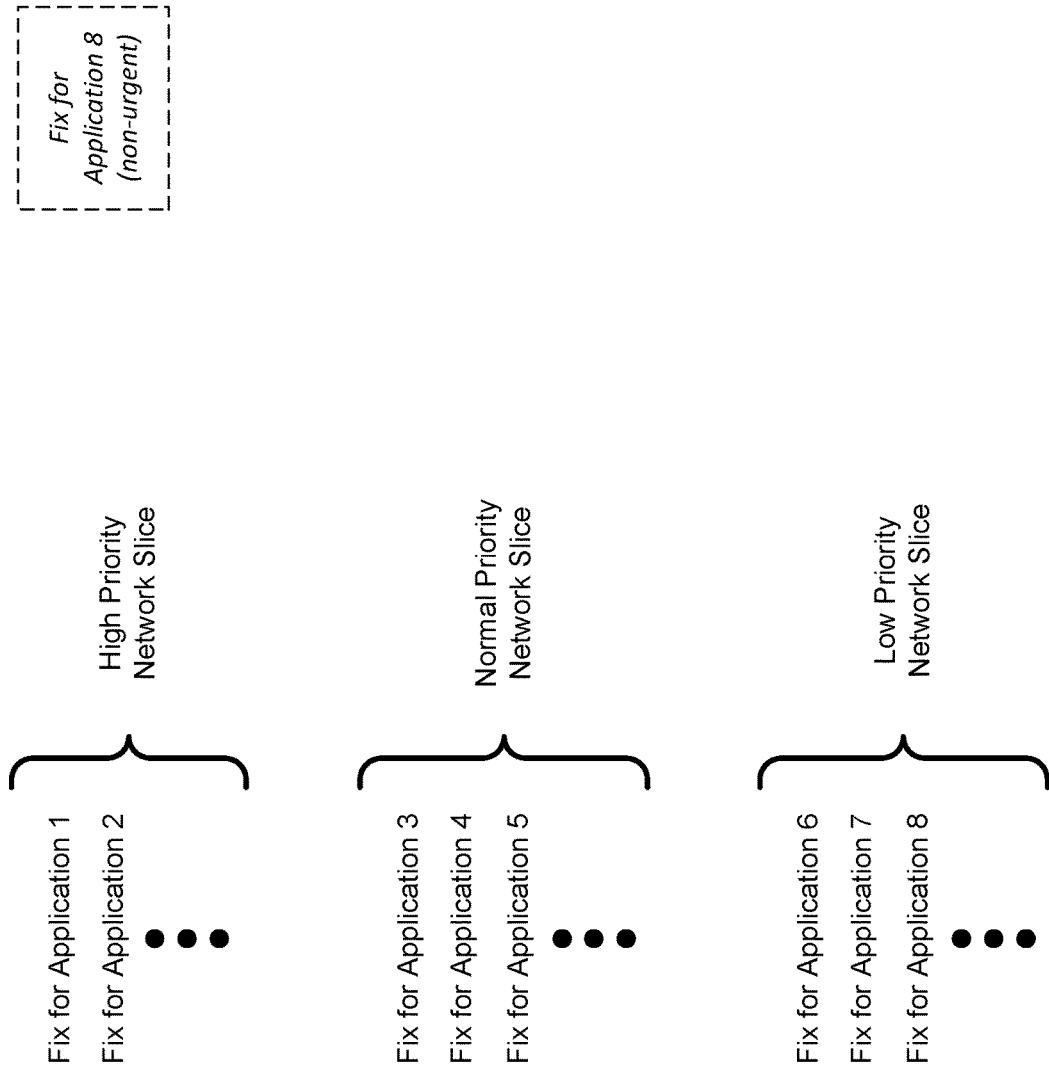 Fix for Application 1
Fix for Application 2
High Priority
Network Slice
Fix for
Application 8
(non-urgent)
Fix for Application 3
Fix for Application 4
Fix for Application 5
Normal Priority
Network Slice
Fix for Application 6
Fix for Application 7
Fix for Application 8
Low Priority
Network Slice